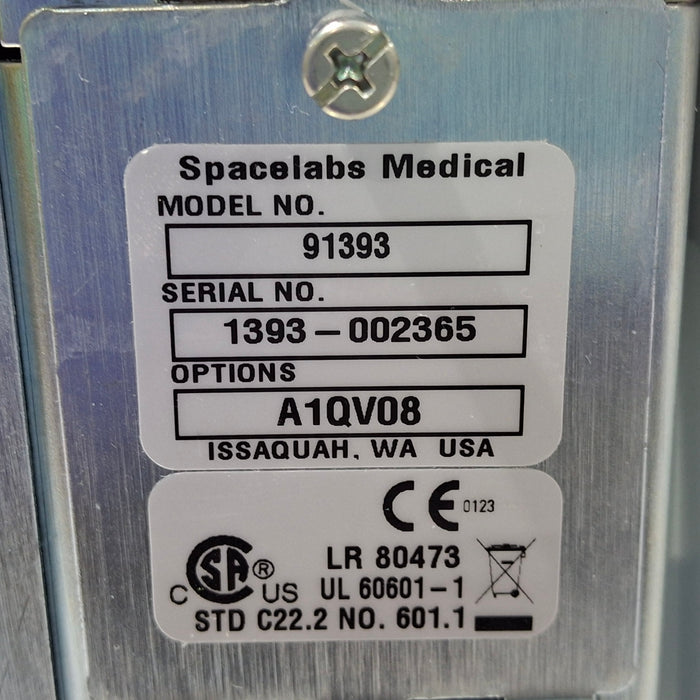 Spacelabs Medical
MODEL NO.
91393
SERIAL NO.
1393-002365
OPTIONS
A1QV08
ISSAQUAH, WA USA
CE 0123
C SA ® US
LR 80473
UL 60601-1
STD C22.2 NO. 601.1